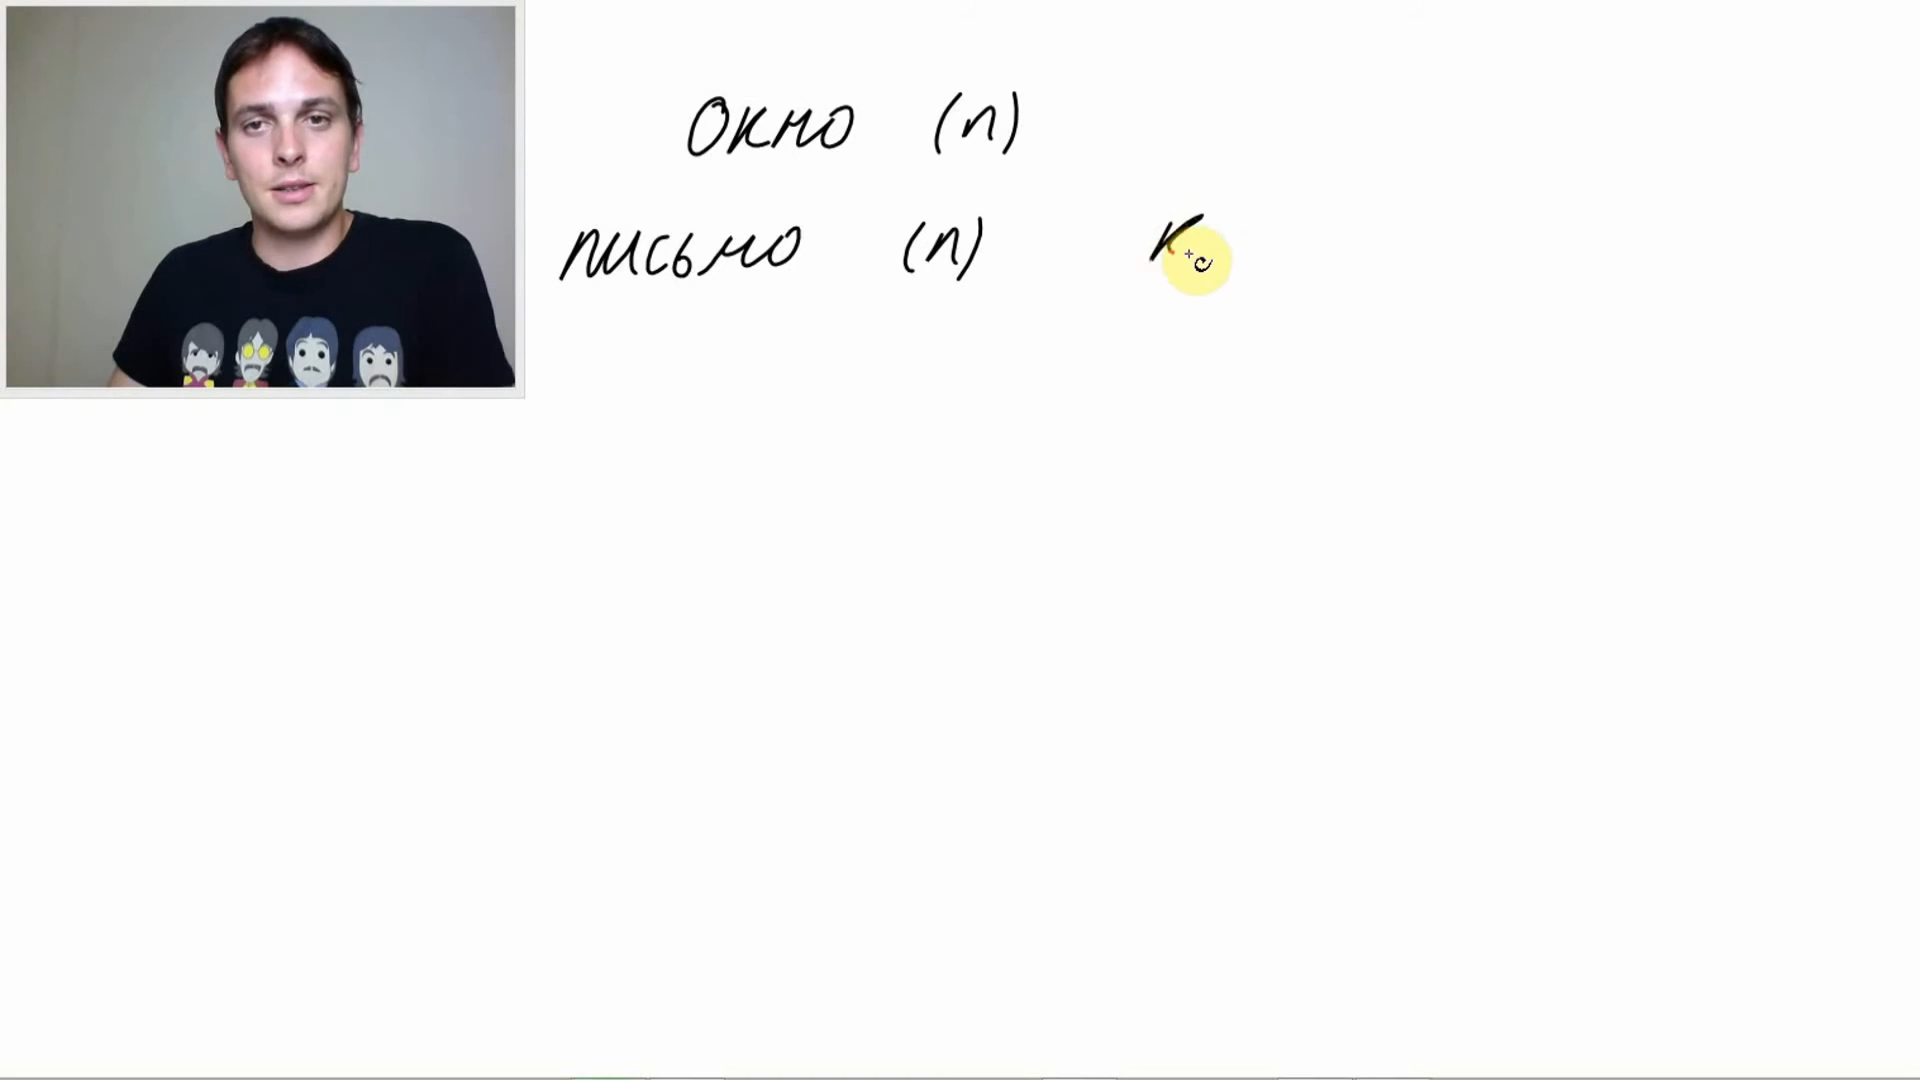 окно (n)
письмо (n) к